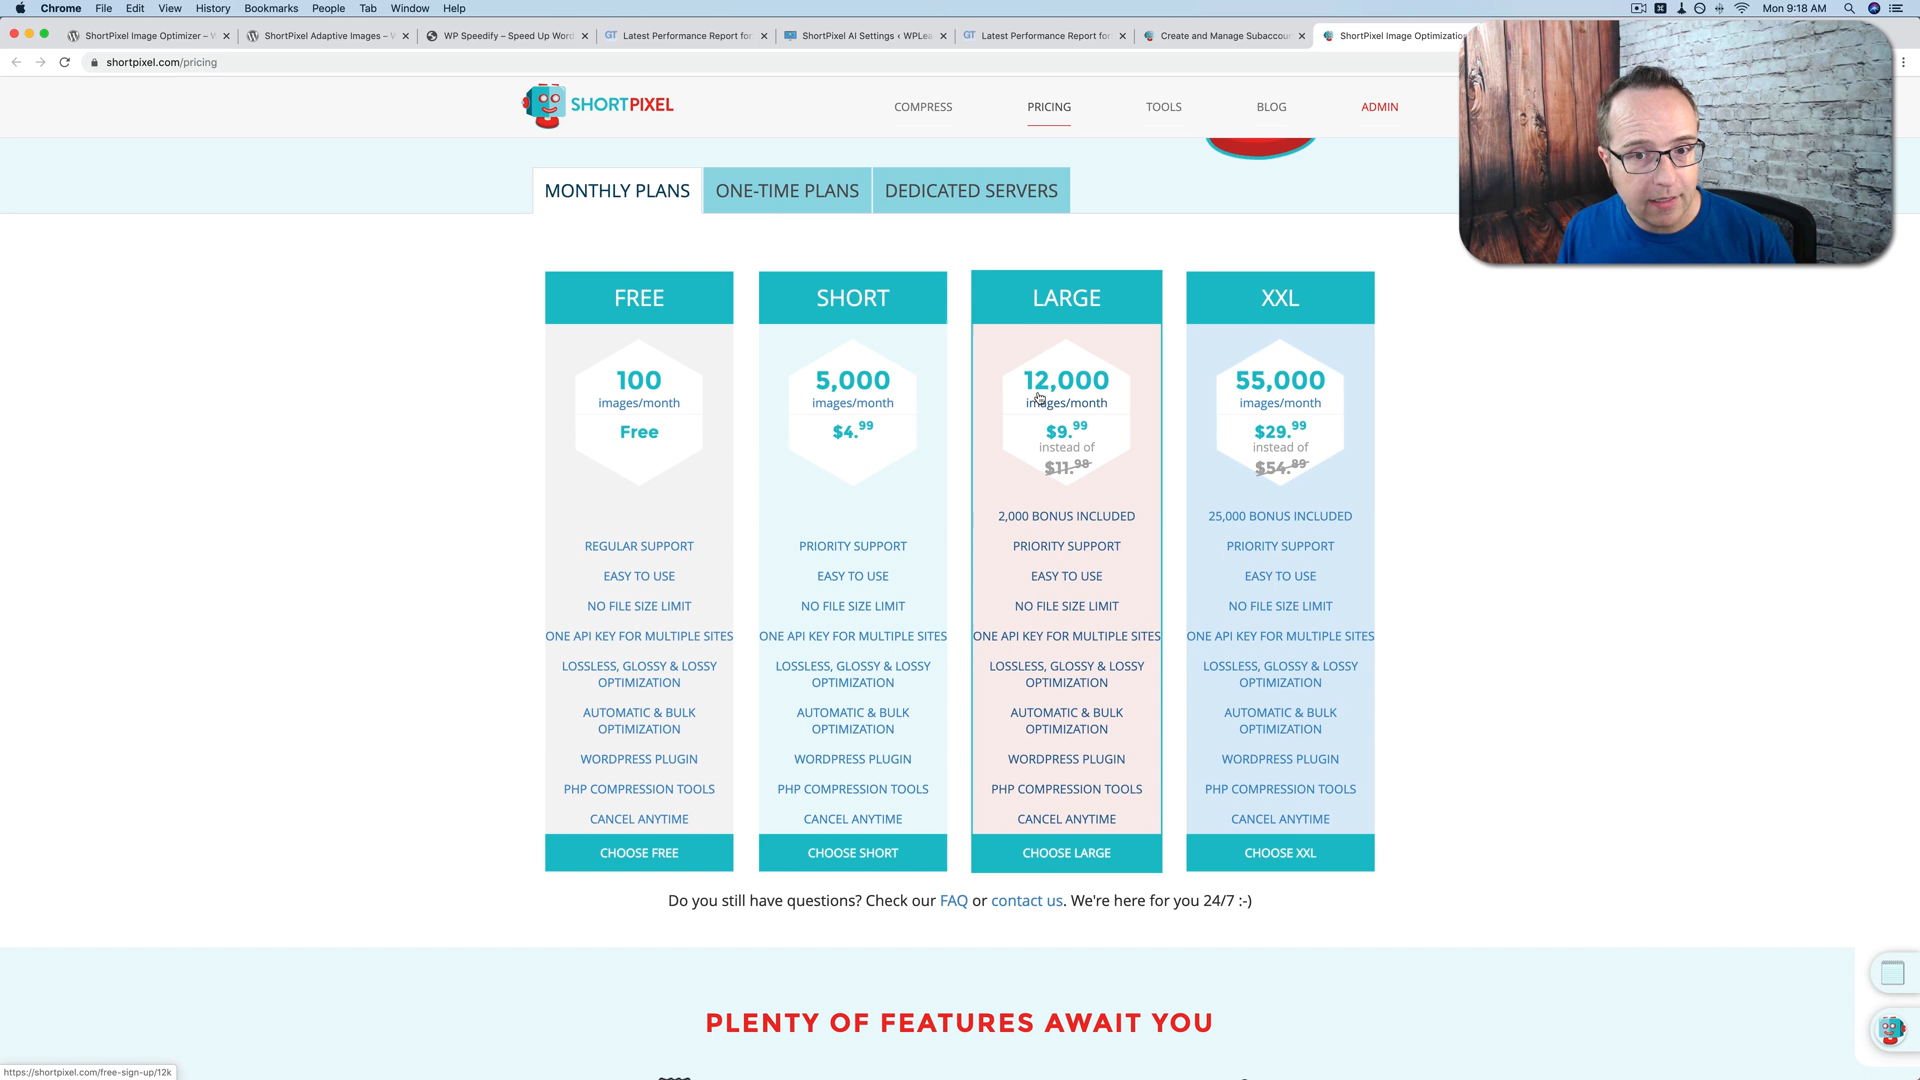 Chrome File Edit View History Bookmarks People Tab Window Help
Mon 9:18 AM
ShortPixel Image Optimizer –
ShortPixel Adaptive Images –
WP Speedify – Speed Up Word
GT Latest Performance Report for
ShortPixel AI Settings ‹ WPLea
GT Latest Performance Report for
Create and Manage Subaccou
ShortPixel Image Optimization
shortpixel.com/pricing
SHORTPIXEL
COMPRESS
PRICING
TOOLS
BLOG
ADMIN
MONTHLY PLANS
ONE-TIME PLANS
DEDICATED SERVERS
FREE
100
images/month
Free
REGULAR SUPPORT
EASY TO USE
NO FILE SIZE LIMIT
ONE API KEY FOR MULTIPLE SITES
LOSSLESS, GLOSSY & LOSSY
OPTIMIZATION
AUTOMATIC & BULK
OPTIMIZATION
WORDPRESS PLUGIN
PHP COMPRESSION TOOLS
CANCEL ANYTIME
CHOOSE FREE
SHORT
5,000
images/month
$4.99
PRIORITY SUPPORT
EASY TO USE
NO FILE SIZE LIMIT
ONE API KEY FOR MULTIPLE SITES
LOSSLESS, GLOSSY & LOSSY
OPTIMIZATION
AUTOMATIC & BULK
OPTIMIZATION
WORDPRESS PLUGIN
PHP COMPRESSION TOOLS
CANCEL ANYTIME
CHOOSE SHORT
LARGE
12,000
images/month
$9.99
instead of
$11.98
2,000 BONUS INCLUDED
PRIORITY SUPPORT
EASY TO USE
NO FILE SIZE LIMIT
ONE API KEY FOR MULTIPLE SITES
LOSSLESS, GLOSSY & LOSSY
OPTIMIZATION
AUTOMATIC & BULK
OPTIMIZATION
WORDPRESS PLUGIN
PHP COMPRESSION TOOLS
CANCEL ANYTIME
CHOOSE LARGE
XXL
55,000
images/month
$29.99
instead of
$54.89
25,000 BONUS INCLUDED
PRIORITY SUPPORT
EASY TO USE
NO FILE SIZE LIMIT
ONE API KEY FOR MULTIPLE SITES
LOSSLESS, GLOSSY & LOSSY
OPTIMIZATION
AUTOMATIC & BULK
OPTIMIZATION
WORDPRESS PLUGIN
PHP COMPRESSION TOOLS
CANCEL ANYTIME
CHOOSE XXL
Do you still have questions? Check our FAQ or contact us. We're here for you 24/7 :-)
PLENTY OF FEATURES AWAIT YOU
https://shortpixel.com/free-sign-up/12k